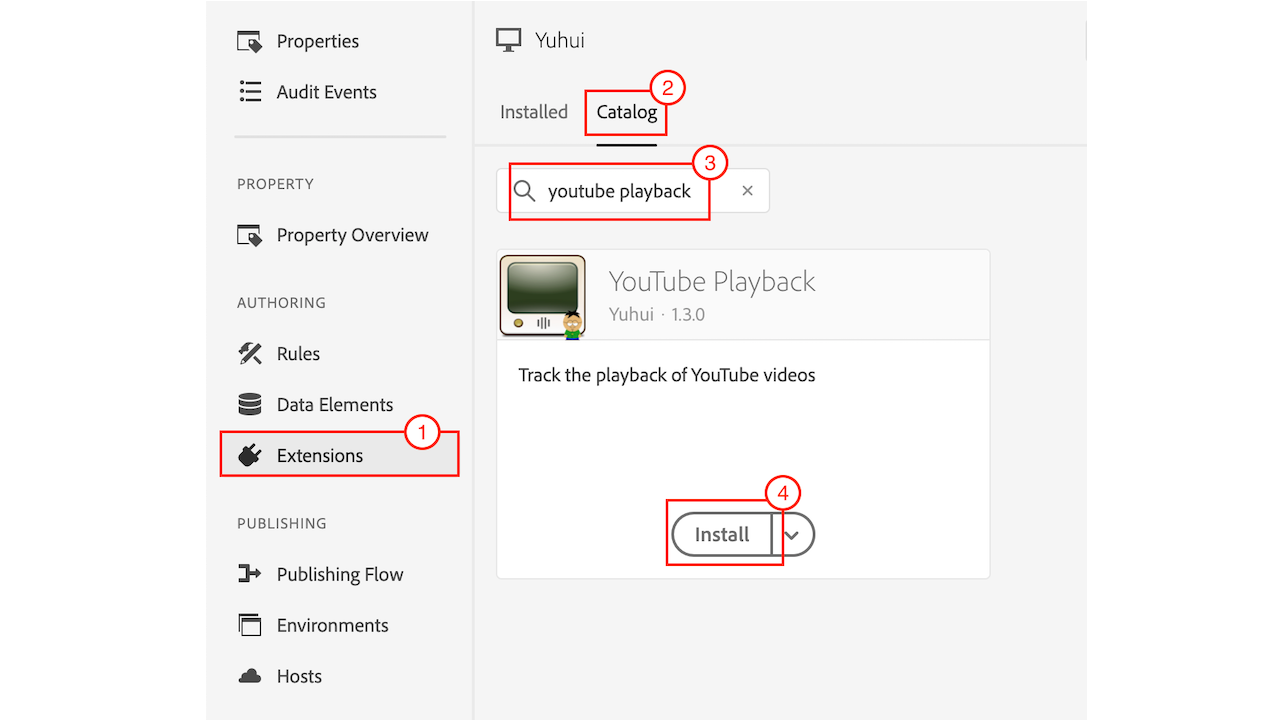 Properties
Audit Events
PROPERTY
Property Overview
AUTHORING
Rules
Data Elements
1
Extensions
PUBLISHING
Publishing Flow
Environments
Hosts
Yuhui
2
Installed Catalog
3
youtube playback
YouTube Playback
Yuhui · 1.3.0
Track the playback of YouTube videos
4
Install